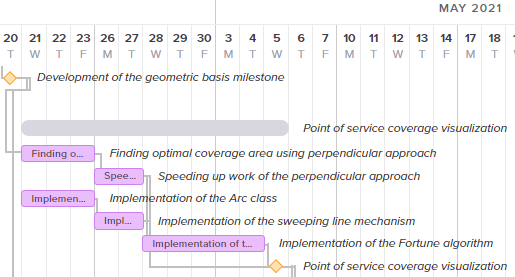 MAY 2021
20 21 22 23 26 27 28 29 30 3 4 5 6 7 10 11 12 13 14 17 18
T W T F M T W T F M T W T F M T W T F M T
Development of the geometric basis milestone
Point of service coverage visualization
Finding o... Finding optimal coverage area using perpendicular approach
Spee... Speeding up work of the perpendicular approach
Implemen... Implementation of the Arc class
Impl... Implementation of the sweeping line mechanism
Implementation of t... Implementation of the Fortune algorithm
Point of service coverage visualization